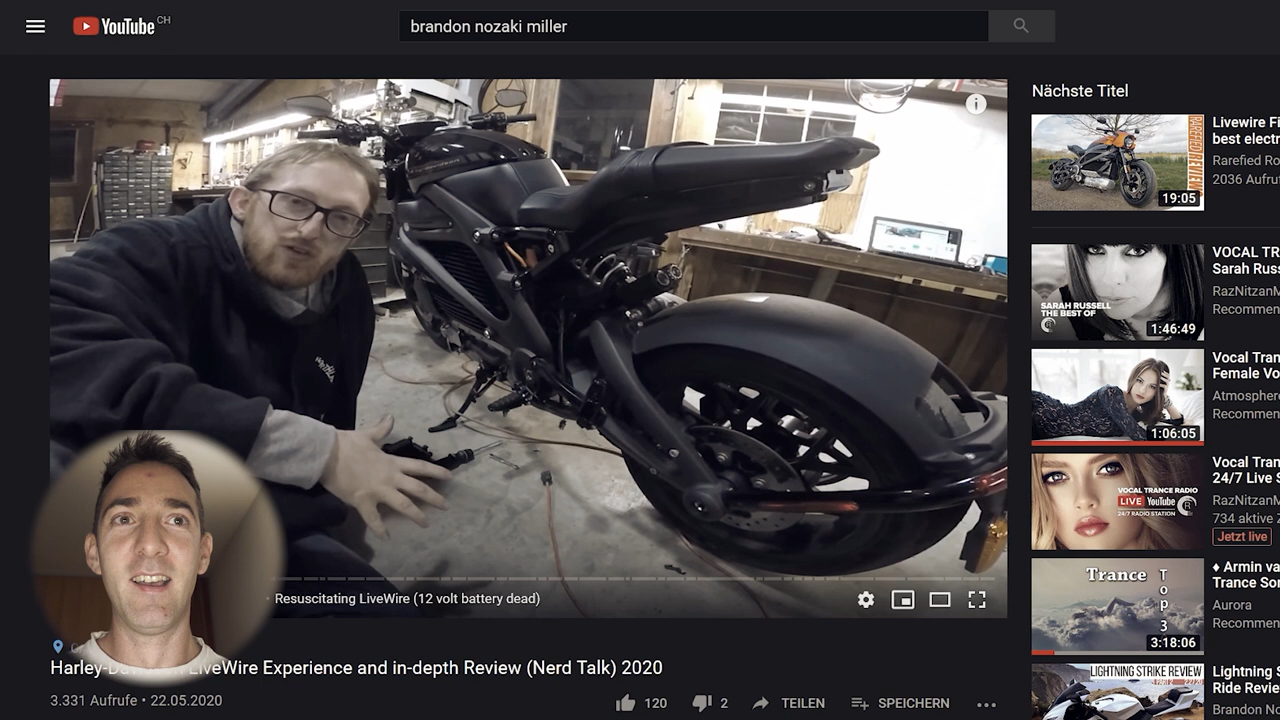 YouTube CH
brandon nozaki miller
Resuscitating LiveWire (12 volt battery dead)
Harley-D LiveWire Experience and in-depth Review (Nerd Talk) 2020
3.331 Aufrufe • 22.05.2020
120
2
TEILEN
SPEICHERN
Nächste Titel
RAREFIED REVIEW
19:05
Livewire Fi
best electr
Rarefied Ro
2036 Aufruf
SARAH RUSSELL
THE BEST OF
1:46:49
VOCAL TR
Sarah Russ
RazNitzanM
Recommen
1:06:05
Vocal Tran
Female Vo
Atmosphere
Recommen
VOCAL TRANCE RADIO
LIVE YouTube
24/7 RADIO STATION
Vocal Tran
24/7 Live S
RazNitzanM
734 aktive Z
Jetzt live
Trance Top 3
3:18:06
♦ Armin va
Trance Son
Aurora
Recommen
LIGHTNING STRIKE REVIEW
Lightning S
Ride Revie
Brandon No